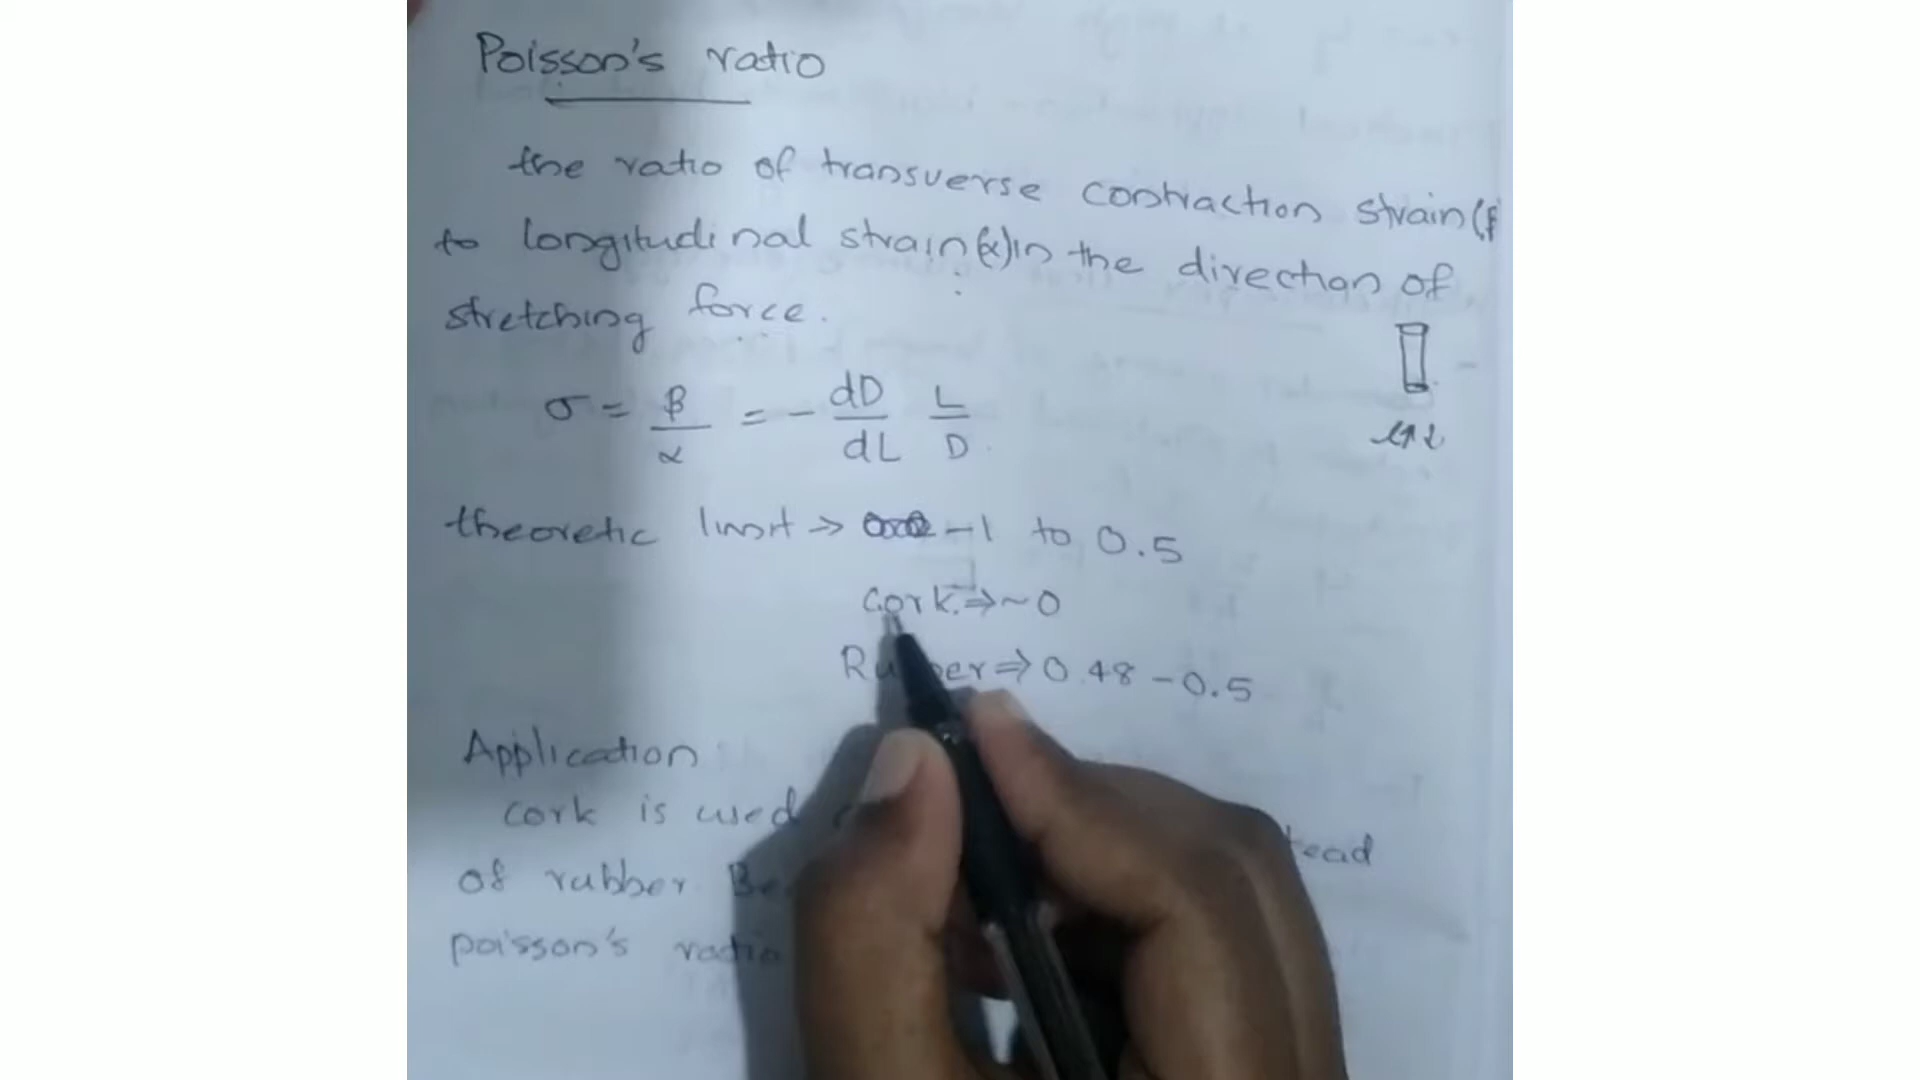 Poisson's ratio
the ratio of transverse contraction strain (β
to longitudinal strain (α) in the direction of
stretching force.
σ = β/α = - dD/dL L/D
theoretic limit → -1 to 0.5
Cork ⇒ ~0
Rubber ⇒ 0.48 - 0.5
Application
cork is used
of rubber
poisson's ratio